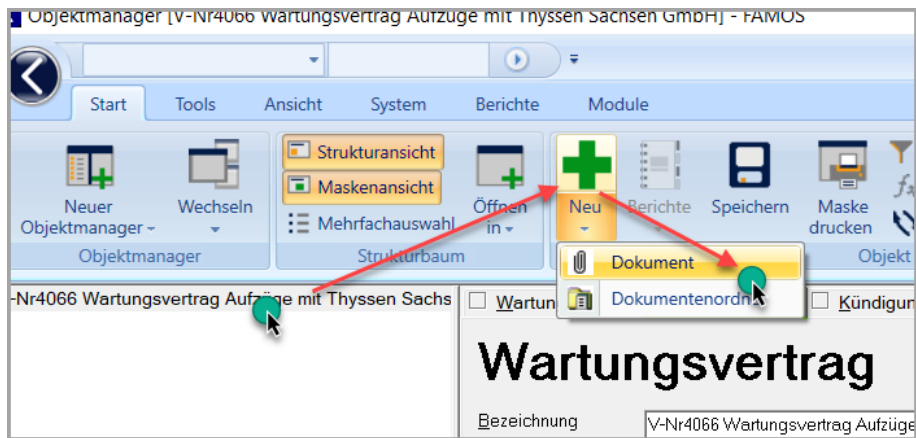 Objektmanager [V-Nr4066 Wartungsvertrag Aufzüge mit Thyssen Sachsen GmbH] - FAMOS
Start Tools Ansicht System Berichte Module
Strukturansicht
Maskenansicht
Mehrfachauswahl
Neuer
Objektmanager
Wechseln
Öffnen
in
Neu
Berichte
Speichern
Maske
drucken
Objektmanager
Strukturbaum
Objekt
Dokument
-Nr4066 Wartungsvertrag Aufzüge mit Thyssen Sachs
Wartun
Kündigun
Wartungsvertrag
Bezeichnung
V-Nr4066 Wartungsvertrag Aufzüge